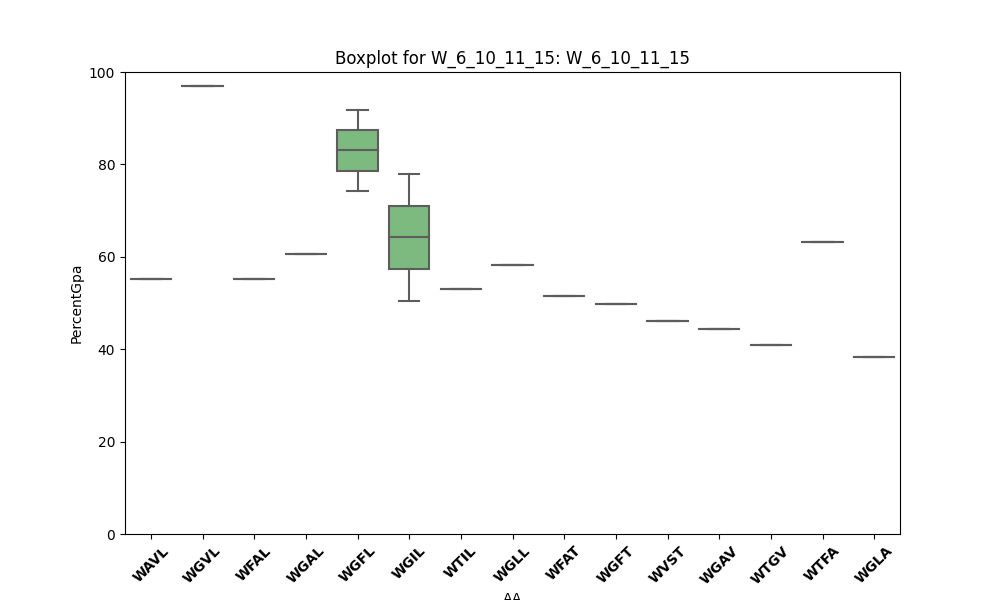 Boxplot for W_6_10_11_15: W_6_10_11_15
PercentGpa
100
80
60
40
20
0
WAVL
WGVL
WFAL
WGAL
WGFL
WGIL
WTIL
WGLL
WFAT
WGFT
WVST
WGAV
WTGV
WTFA
WGLA
AA